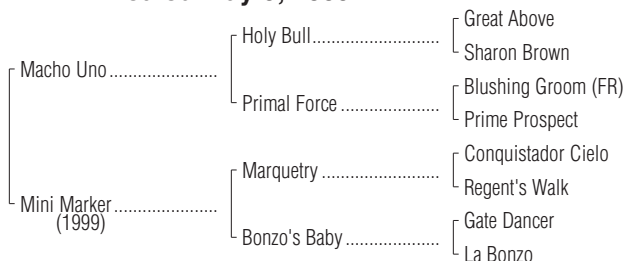 Great Above
Holy Bull
Sharon Brown
Macho Uno
Blushing Groom (FR)
Primal Force
Prime Prospect
Conquistador Cielo
Marquetry
Regent's Walk
Mini Marker
(1999)
Gate Dancer
Bonzo's Baby
La Bonzo